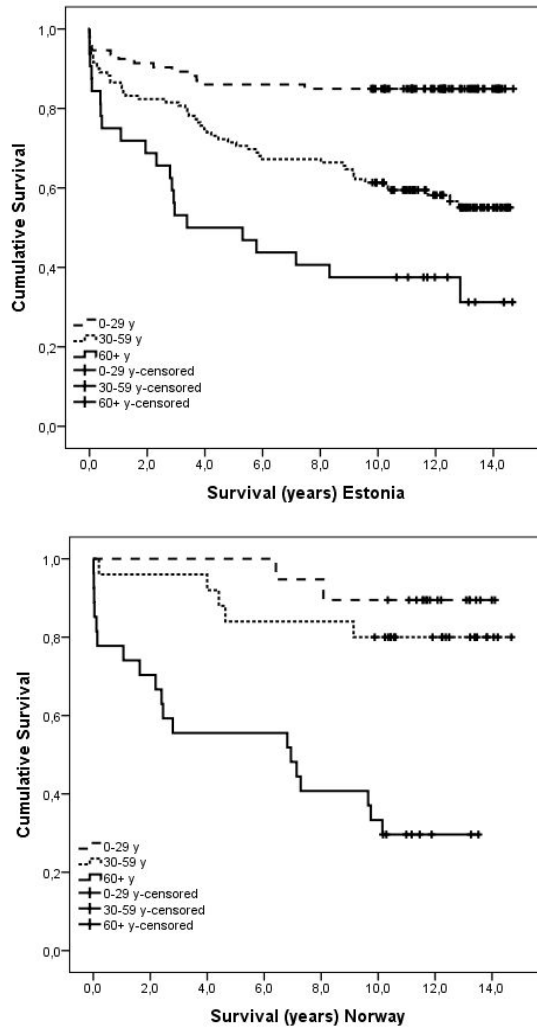 Cumulative Survival
1,0
0,8
0,6
0,4
0,2
0,0
0-29 y
30-59 y
60+ y
0-29 y-censored
30-59 y-censored
60+ y-censored
0,0 2,0 4,0 6,0 8,0 10,0 12,0 14,0
Survival (years) Estonia
Cumulative Survival
1,0
0,8
0,6
0,4
0,2
0,0
0-29 y
30-59 y
60+ y
0-29 y-censored
30-59 y-censored
60+ y-censored
0,0 2,0 4,0 6,0 8,0 10,0 12,0 14,0
Survival (years) Norway